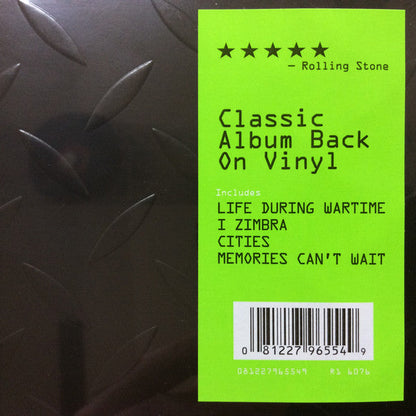 ★★★★★
— Rolling Stone
Classic
Album Back
On Vinyl
Includes
LIFE DURING WARTIME
I ZIMBRA
CITIES
MEMORIES CAN'T WAIT
0 81227 96554 9
081227965549 R1 6076